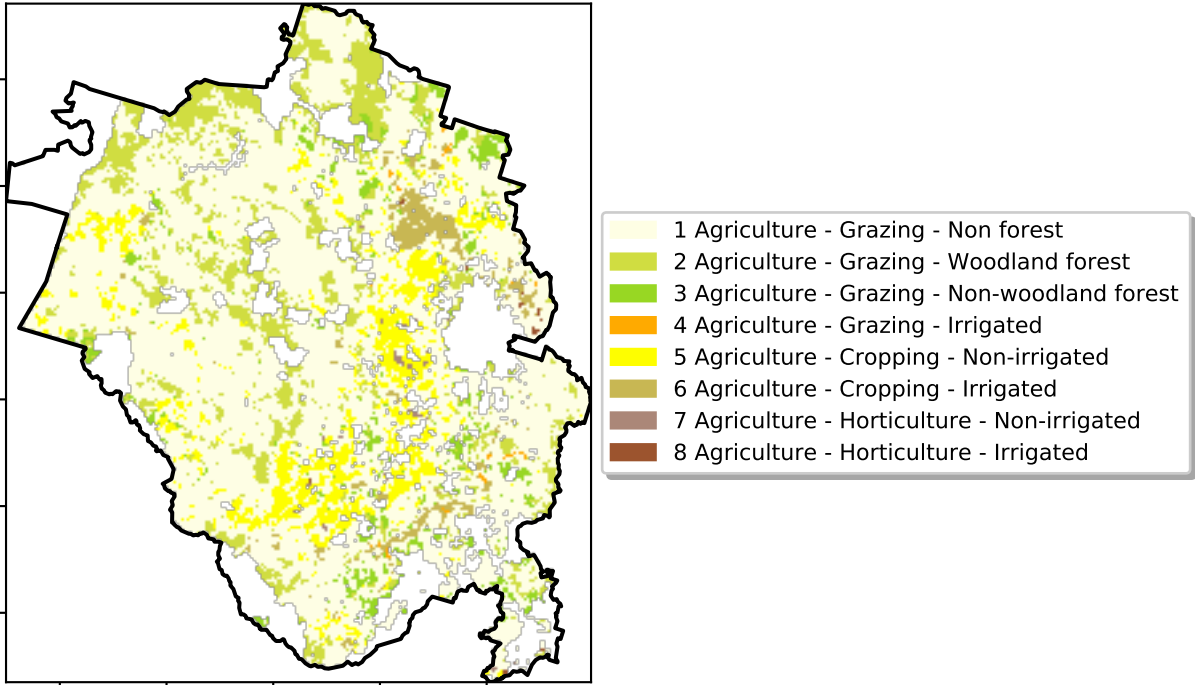 1 Agriculture - Grazing - Non forest
2 Agriculture - Grazing - Woodland forest
3 Agriculture - Grazing - Non-woodland forest
4 Agriculture - Grazing - Irrigated
5 Agriculture - Cropping - Non-irrigated
6 Agriculture - Cropping - Irrigated
7 Agriculture - Horticulture - Non-irrigated
8 Agriculture - Horticulture - Irrigated